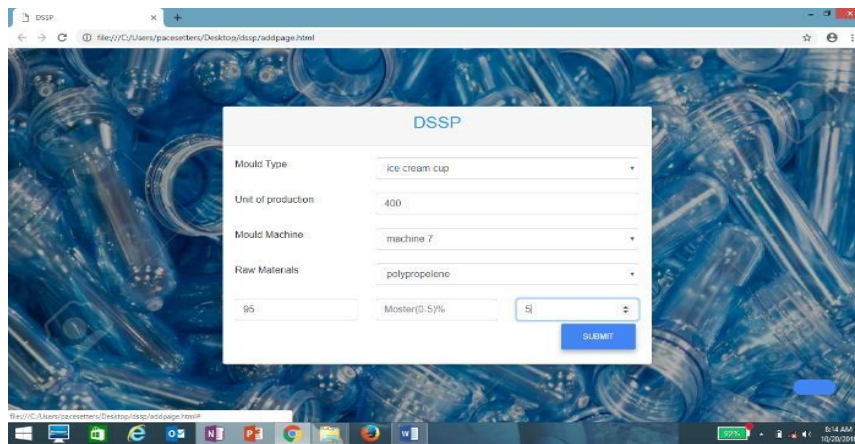 DSSP
file:///C:/Users/pacesetters/Desktop/dssp/addpage.html
DSSP
Mould Type
ice cream cup
Unit of production
400
Mould Machine
machine 7
Raw Materials
polypropelene
95
Moster(0-5)%
5
SUBMIT
file:///C:/Users/pacesetters/Desktop/dssp/addpage.html#
92%
6:14 AM